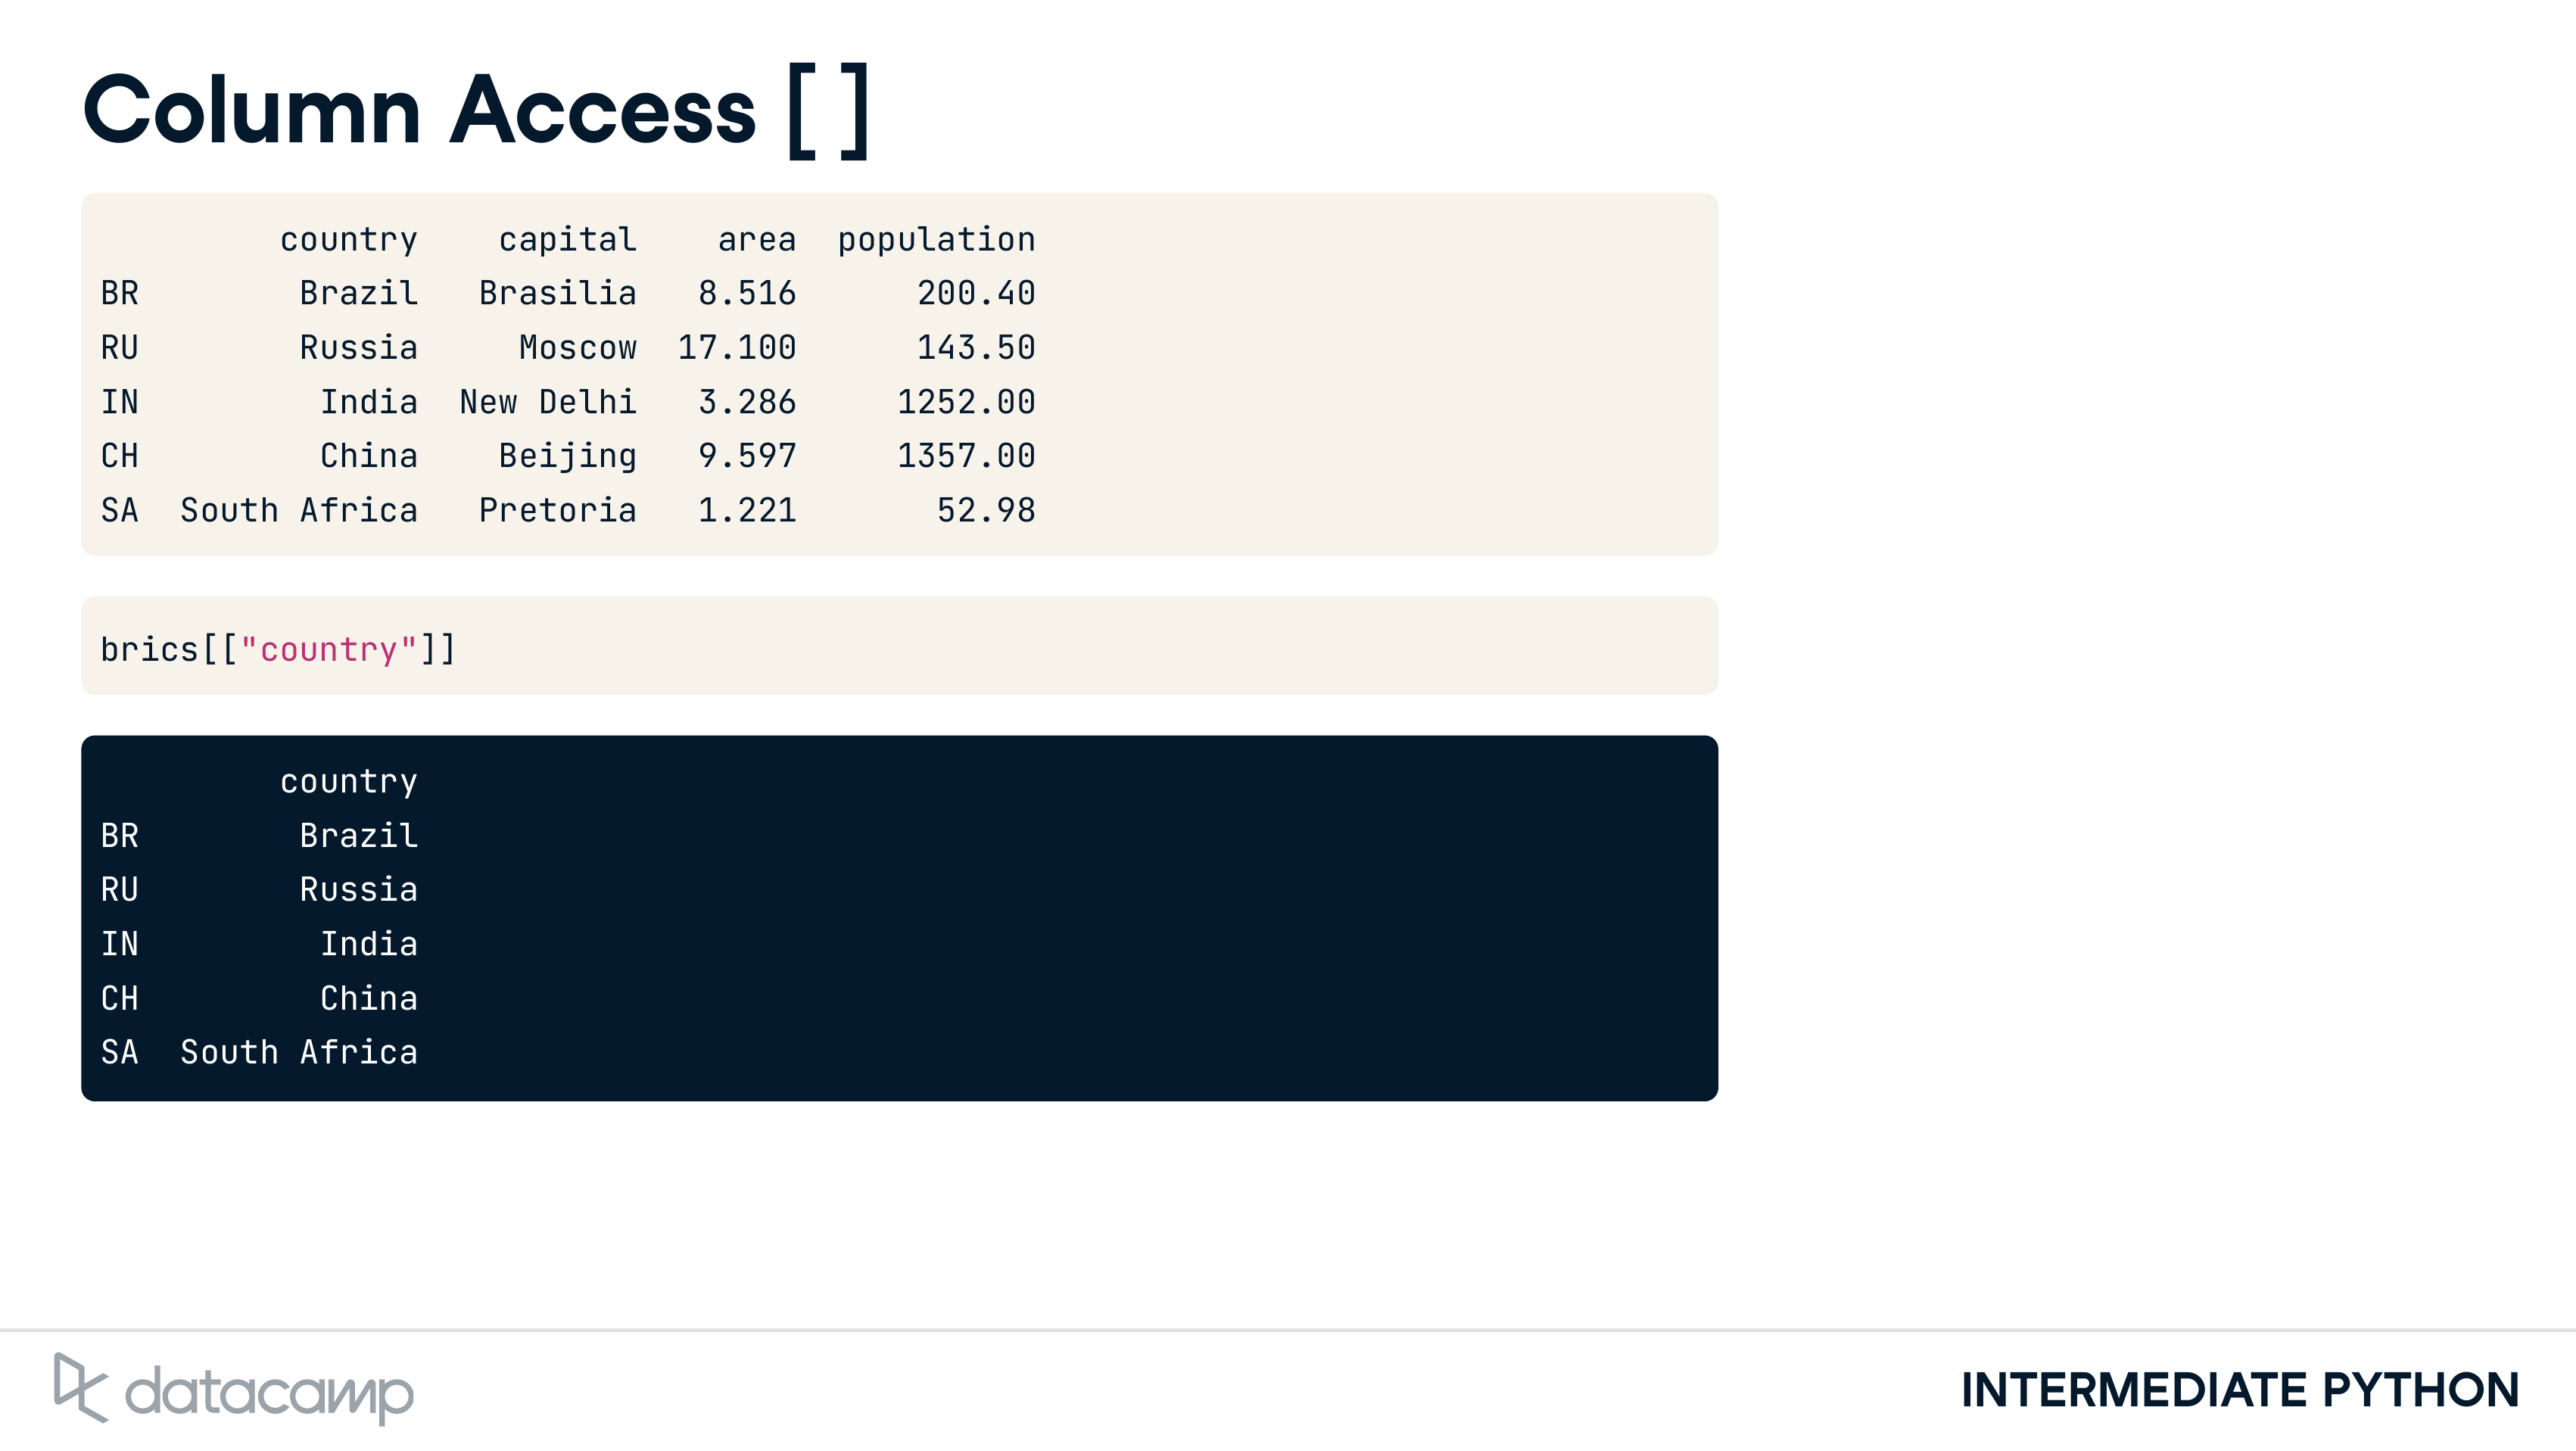 Column Access [ ]
country capital area population
BR Brazil Brasilia 8.516 200.40
RU Russia Moscow 17.100 143.50
IN India New Delhi 3.286 1252.00
CH China Beijing 9.597 1357.00
SA South Africa Pretoria 1.221 52.98
brics[["country"]]
country
BR Brazil
RU Russia
IN India
CH China
SA South Africa
datacamp
INTERMEDIATE PYTHON